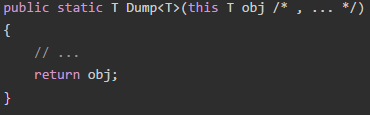 public static T Dump<T>(this T obj /* , ... */)
{
    // ...
    return obj;
}